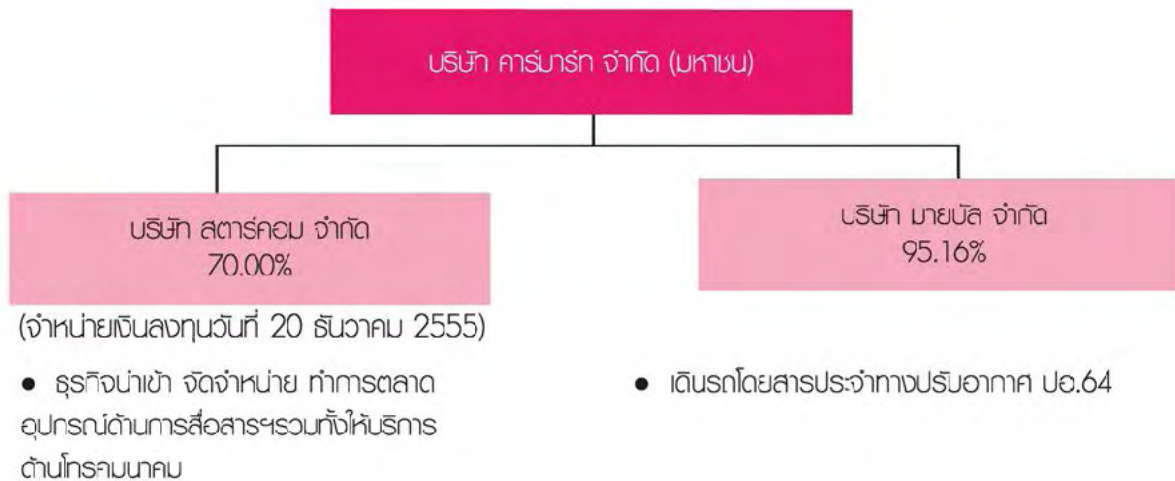 บริษัท คาร์มาร์ท จำกัด (มหาชน)
บริษัท สตาร์คอม จำกัด
70.00%
(จำหน่ายเงินลงทุนวันที่ 20 ธันวาคม 2555)
● ธุรกิจนำเข้า จัดจำหน่าย ทำการตลาด
อุปกรณ์ด้านการสื่อสารฯรวมทั้งให้บริการ
ด้านโทรคมนาคม
บริษัท มายบัส จำกัด
95.16%
● เดินรถโดยสารประจำทางปรับอากาศ ปอ.64